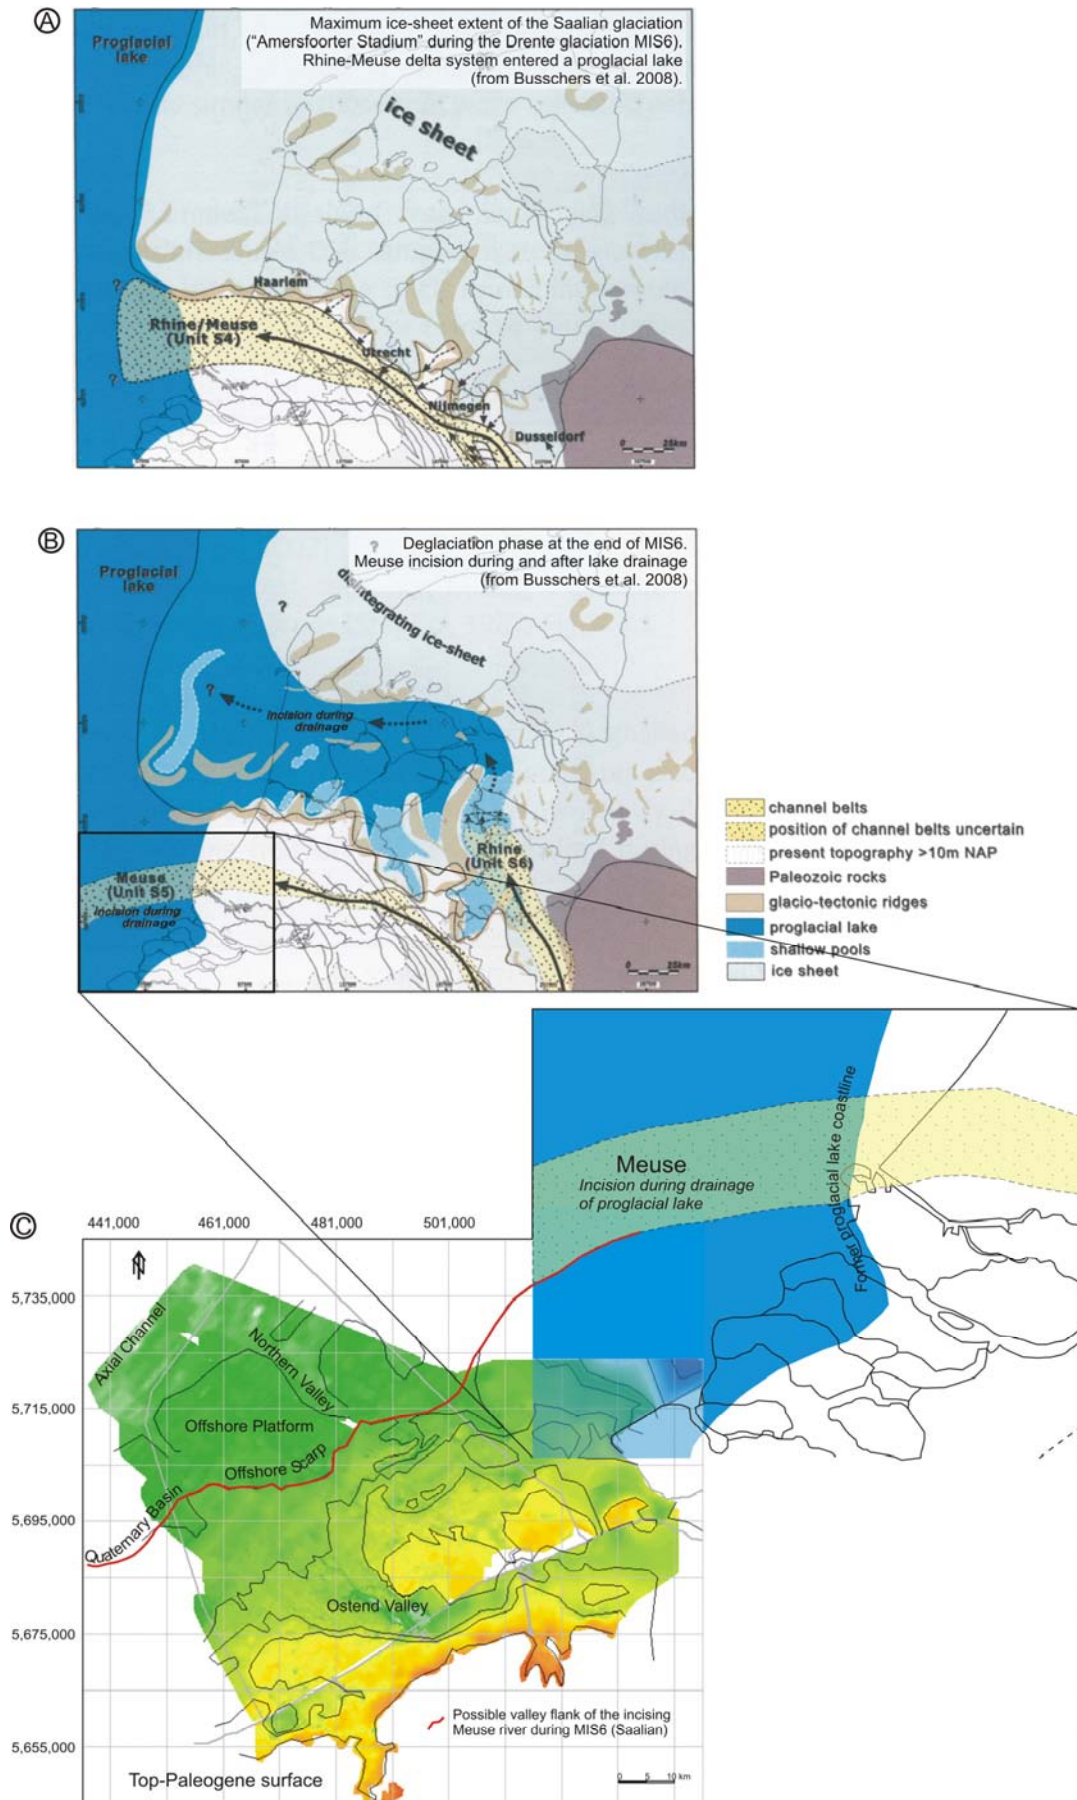 A
Proglacial
lake
Maximum ice-sheet extent of the Saalian glaciation
("Amersfoorter Stadium" during the Drente glaciation MIS6).
Rhine-Meuse delta system entered a proglacial lake
(from Busschers et al. 2008).
ice sheet
?
Haarlem
Rhine/Meuse
(Unit S4)
Utrecht
?
Nijmegen
Dusseldorf
0 25km
B
Proglacial
lake
Deglaciation phase at the end of MIS6.
Meuse incision during and after lake drainage
(from Busschers et al. 2008)
?
?
disintegrating ice-sheet
?
incision during
drainage
Rhine
(Unit S6)
Meuse
(Unit S5)
incision during
drainage
0 25km
channel belts
position of channel belts uncertain
present topography >10m NAP
Paleozoic rocks
glacio-tectonic ridges
proglacial lake
shallow pools
ice sheet
Meuse
Incision during drainage
of proglacial lake
Former proglacial lake coastline
C
441,000 461,000 481,000 501,000
N
5,735,000
5,715,000
5,695,000
5,675,000
5,655,000
Axial Channel
Northern Valley
Offshore Platform
Offshore Scarp
Quaternary Basin
Ostend Valley
Possible valley flank of the incising
Meuse river during MIS6 (Saalian)
0 5 10 km
Top-Paleogene surface